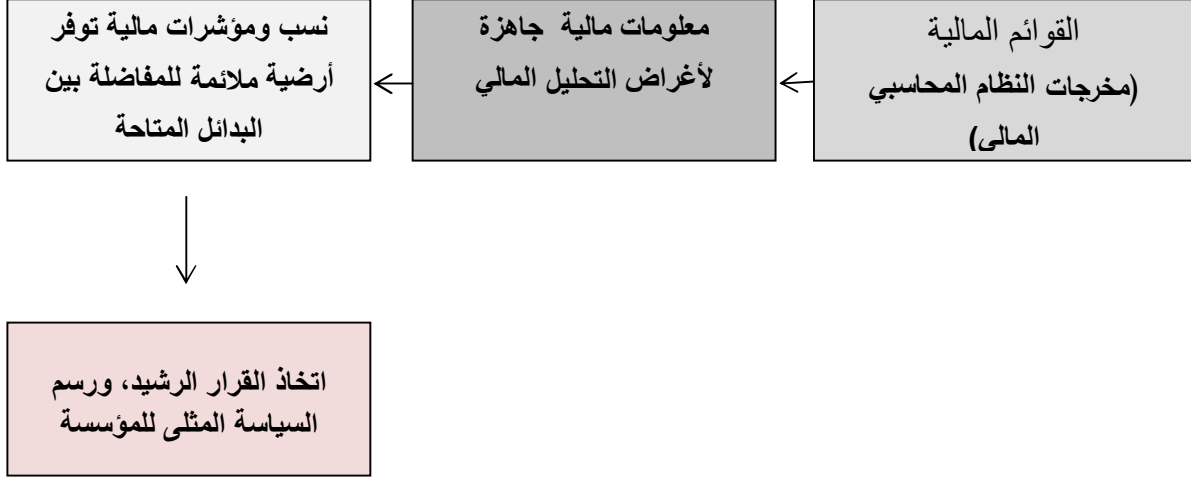 القوائم المالية
(مخرجات النظام المحاسبي
المالي)
معلومات مالية جاهزة
لأغراض التحليل المالي
نسب ومؤشرات مالية توفر
أرضية ملائمة للمفاضلة بين
البدائل المتاحة
اتخاذ القرار الرشيد، ورسم
السياسة المثلى للمؤسسة